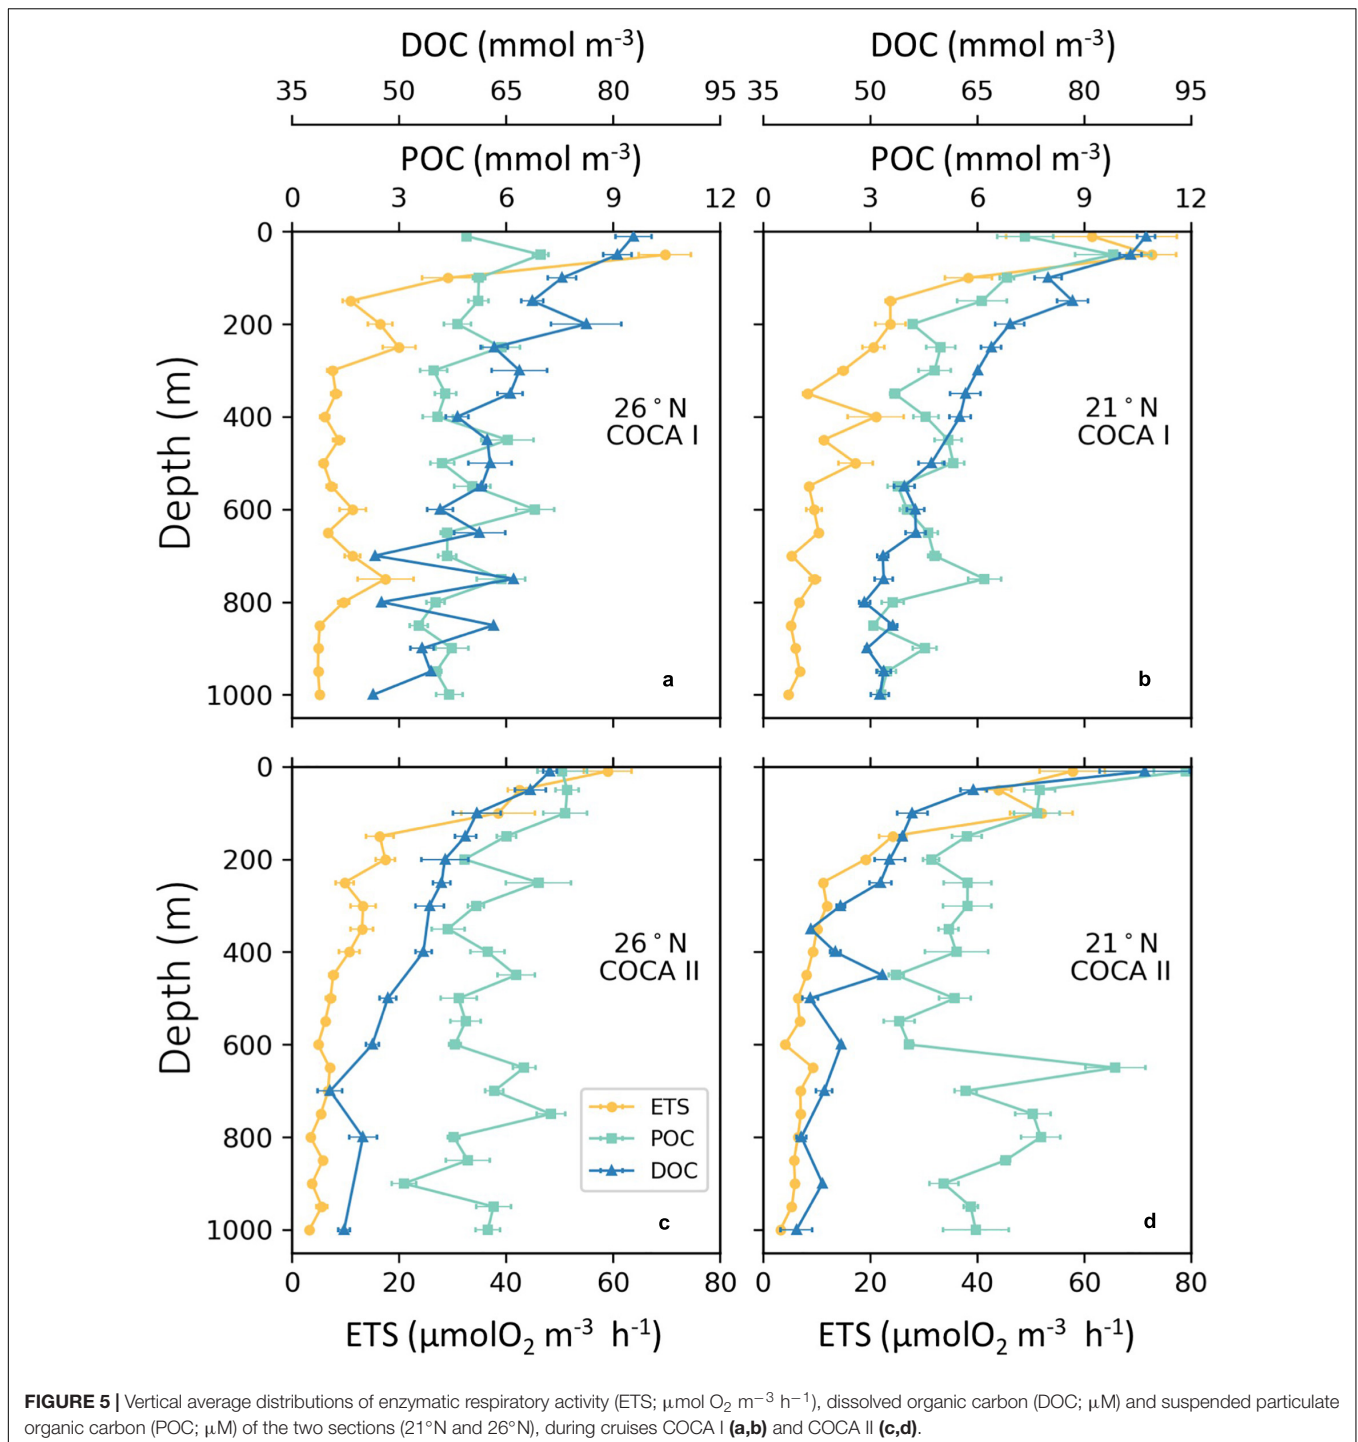 DOC (mmol m-3) DOC (mmol m-3)
35 50 65 80 95 35 50 65 80 95
POC (mmol m-3) POC (mmol m-3)
0 3 6 9 12 0 3 6 9 12
0
200
400
600
800
1000
Depth (m)
26°N
COCA I
a
21°N
COCA I
b
0
200
400
600
800
1000
Depth (m)
26°N
COCA II
ETS
POC
DOC
c
21°N
COCA II
d
0 20 40 60 80 0 20 40 60 80
ETS (μmolO2 m-3 h-1) ETS (μmolO2 m-3 h-1)
FIGURE 5 | Vertical average distributions of enzymatic respiratory activity (ETS; μmol O2 m−3 h−1), dissolved organic carbon (DOC; μM) and suspended particulate
organic carbon (POC; μM) of the two sections (21°N and 26°N), during cruises COCA I (a,b) and COCA II (c,d).